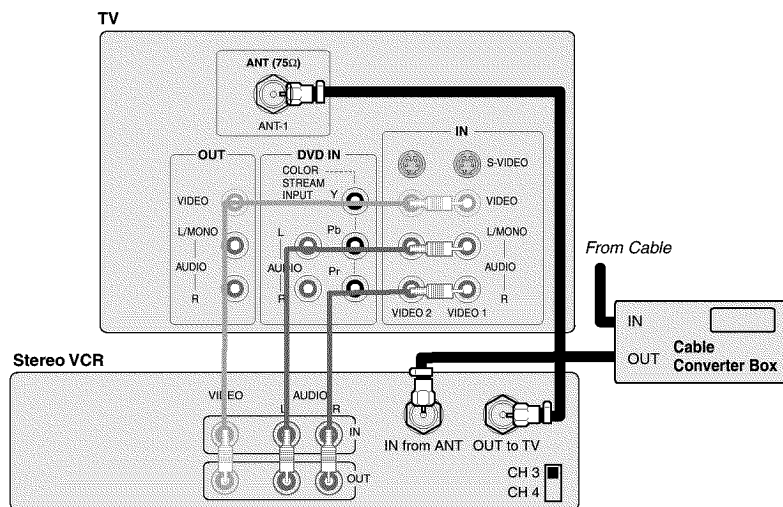 TV
ANT (75Ω)
ANT-1
IN
OUT
DVD IN
S-VIDEO
COLOR
STREAM
INPUT
Y
VIDEO
VIDEO
L/MONO
L
Pb
L/MONO
AUDIO
AUDIO
Pr
AUDIO
R
R
R
VIDEO 2
VIDEO 1
From Cable
IN
OUT
Cable
Converter Box
Stereo VCR
VIDEO
AUDIO
L
R
IN
IN from ANT
OUT to TV
OUT
CH 3
CH 4